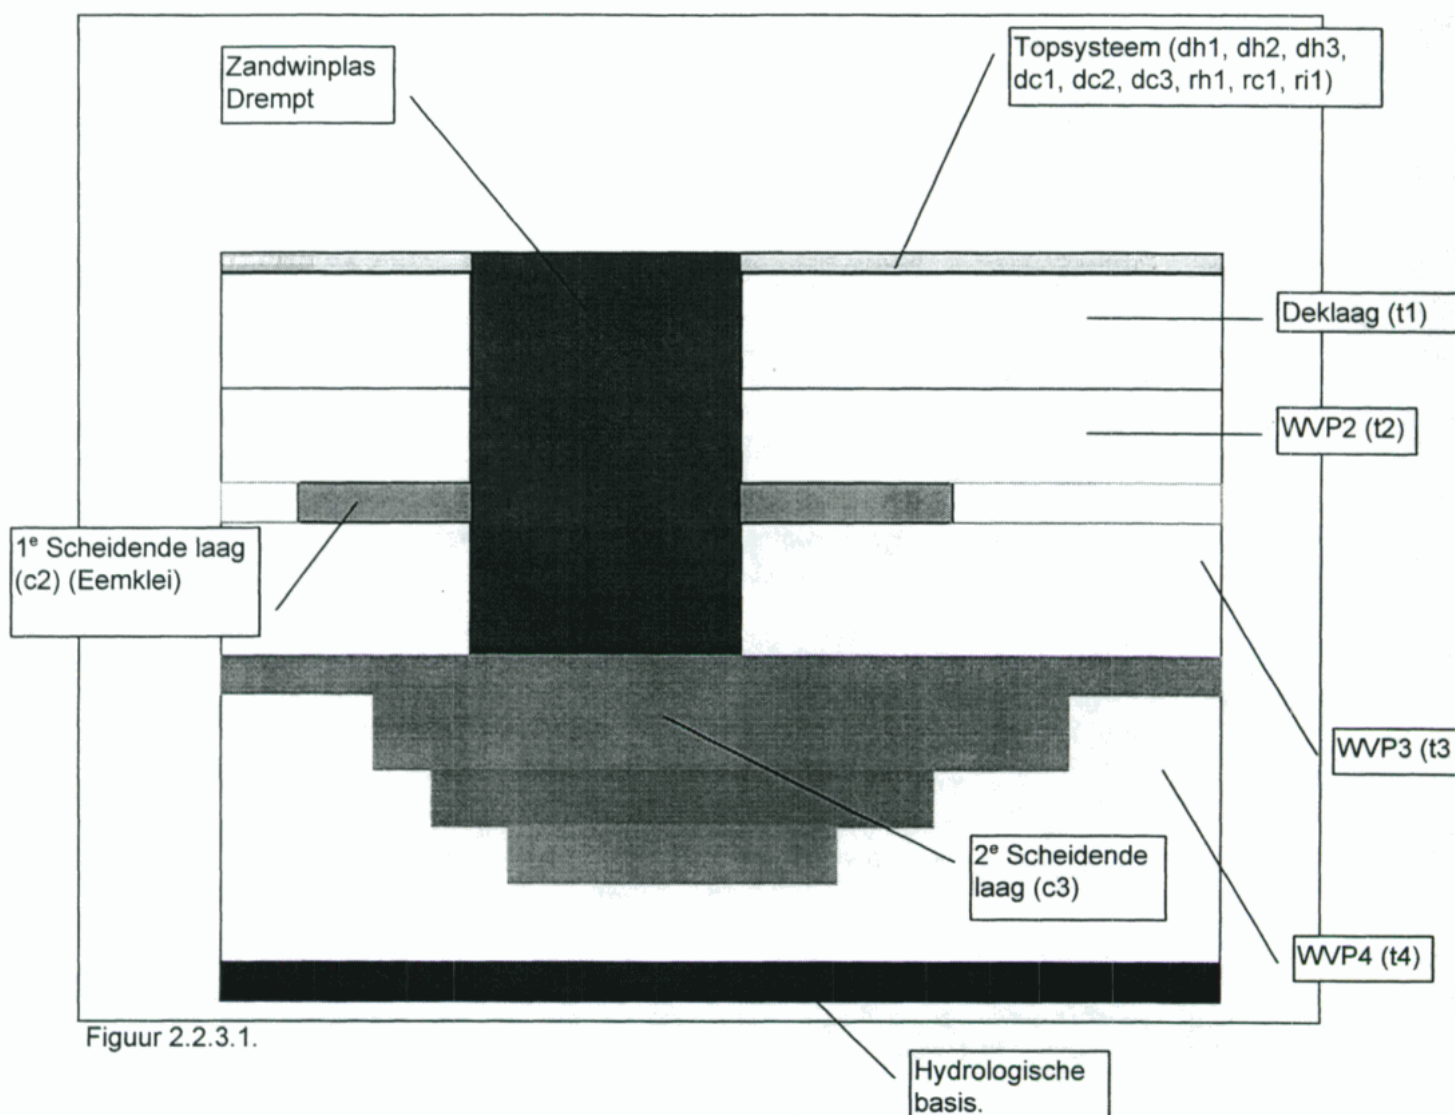 Zandwinplas
Drempt
Topsysteem (dh1, dh2, dh3,
dc1, dc2, dc3, rh1, rc1, ri1)
Deklaag (t1)
WVP2 (t2)
1e Scheidende laag
(c2) (Eemklei)
WVP3 (t3
2e Scheidende
laag (c3)
WVP4 (t4)
Figuur 2.2.3.1.
Hydrologische
basis.